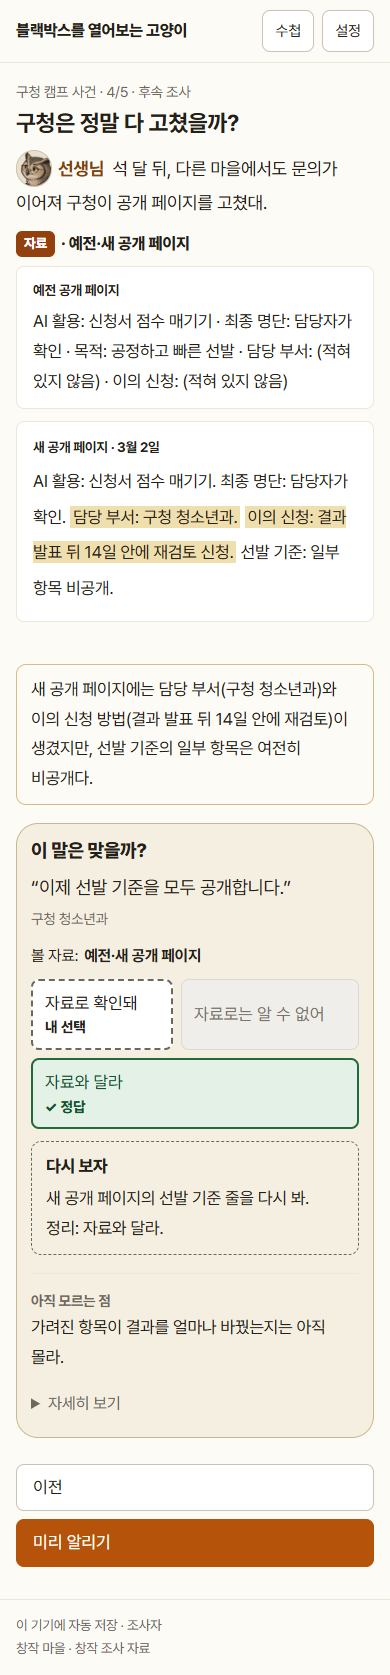 블랙박스를 열어보는 고양이
수첩
설정
구청 캠프 사건 · 4/5 · 후속 조사
구청은 정말 다 고쳤을까?
선생님 석 달 뒤, 다른 마을에서도 문의가
이어져 구청이 공개 페이지를 고쳤대.
자료 · 예전·새 공개 페이지
예전 공개 페이지
AI 활용: 신청서 점수 매기기 · 최종 명단: 담당자가
확인 · 목적: 공정하고 빠른 선발 · 담당 부서: (적혀
있지 않음) · 이의 신청: (적혀 있지 않음)
새 공개 페이지 · 3월 2일
AI 활용: 신청서 점수 매기기. 최종 명단: 담당자가
확인. 담당 부서: 구청 청소년과. 이의 신청: 결과
발표 뒤 14일 안에 재검토 신청. 선발 기준: 일부
항목 비공개.
새 공개 페이지에는 담당 부서(구청 청소년과)와
이의 신청 방법(결과 발표 뒤 14일 안에 재검토)이
생겼지만, 선발 기준의 일부 항목은 여전히
비공개다.
이 말은 맞을까?
“이제 선발 기준을 모두 공개합니다.”
구청 청소년과
볼 자료: 예전·새 공개 페이지
자료로 확인돼
내 선택
자료로는 알 수 없어
자료와 달라
✓ 정답
다시 보자
새 공개 페이지의 선발 기준 줄을 다시 봐.
정리: 자료와 달라.
아직 모르는 점
가려진 항목이 결과를 얼마나 바꿨는지는 아직
몰라.
▶ 자세히 보기
이전
미리 알리기
이 기기에 자동 저장 · 조사자
창작 마을 · 창작 조사 자료